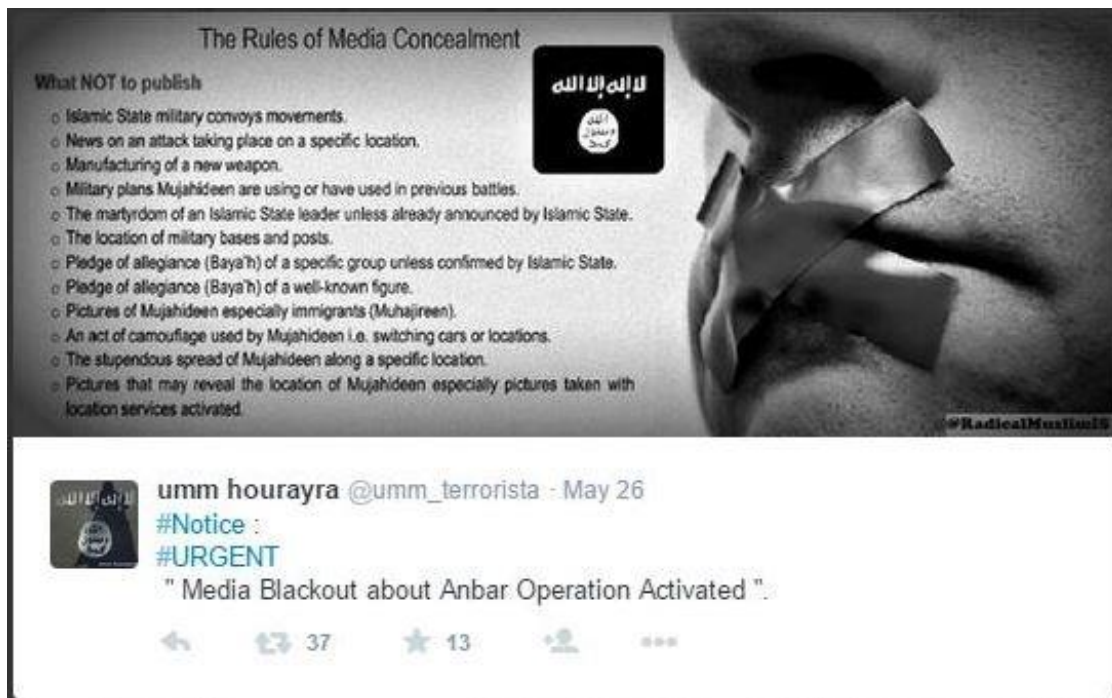 The Rules of Media Concealment
What NOT to publish
o Islamic State military convoys movements.
o News on an attack taking place on a specific location.
o Manufacturing of a new weapon.
o Military plans Mujahideen are using or have used in previous battles.
o The martyrdom of an Islamic State leader unless already announced by Islamic State.
o The location of military bases and posts.
o Pledge of allegiance (Baya'h) of a specific group unless confirmed by Islamic State.
o Pledge of allegiance (Baya'h) of a well-known figure.
o Pictures of Mujahideen especially immigrants (Muhajireen).
o An act of camouflage used by Mujahideen i.e. switching cars or locations.
o The stupendous spread of Mujahideen along a specific location.
o Pictures that may reveal the location of Mujahideen especially pictures taken with
location services activated
لا إله إلا الله
الله
رسول
محمد
@RadicalMuslimIS
umm hourayra @umm_terrorista · May 26
#Notice :
#URGENT
" Media Blackout about Anbar Operation Activated ".
37 13